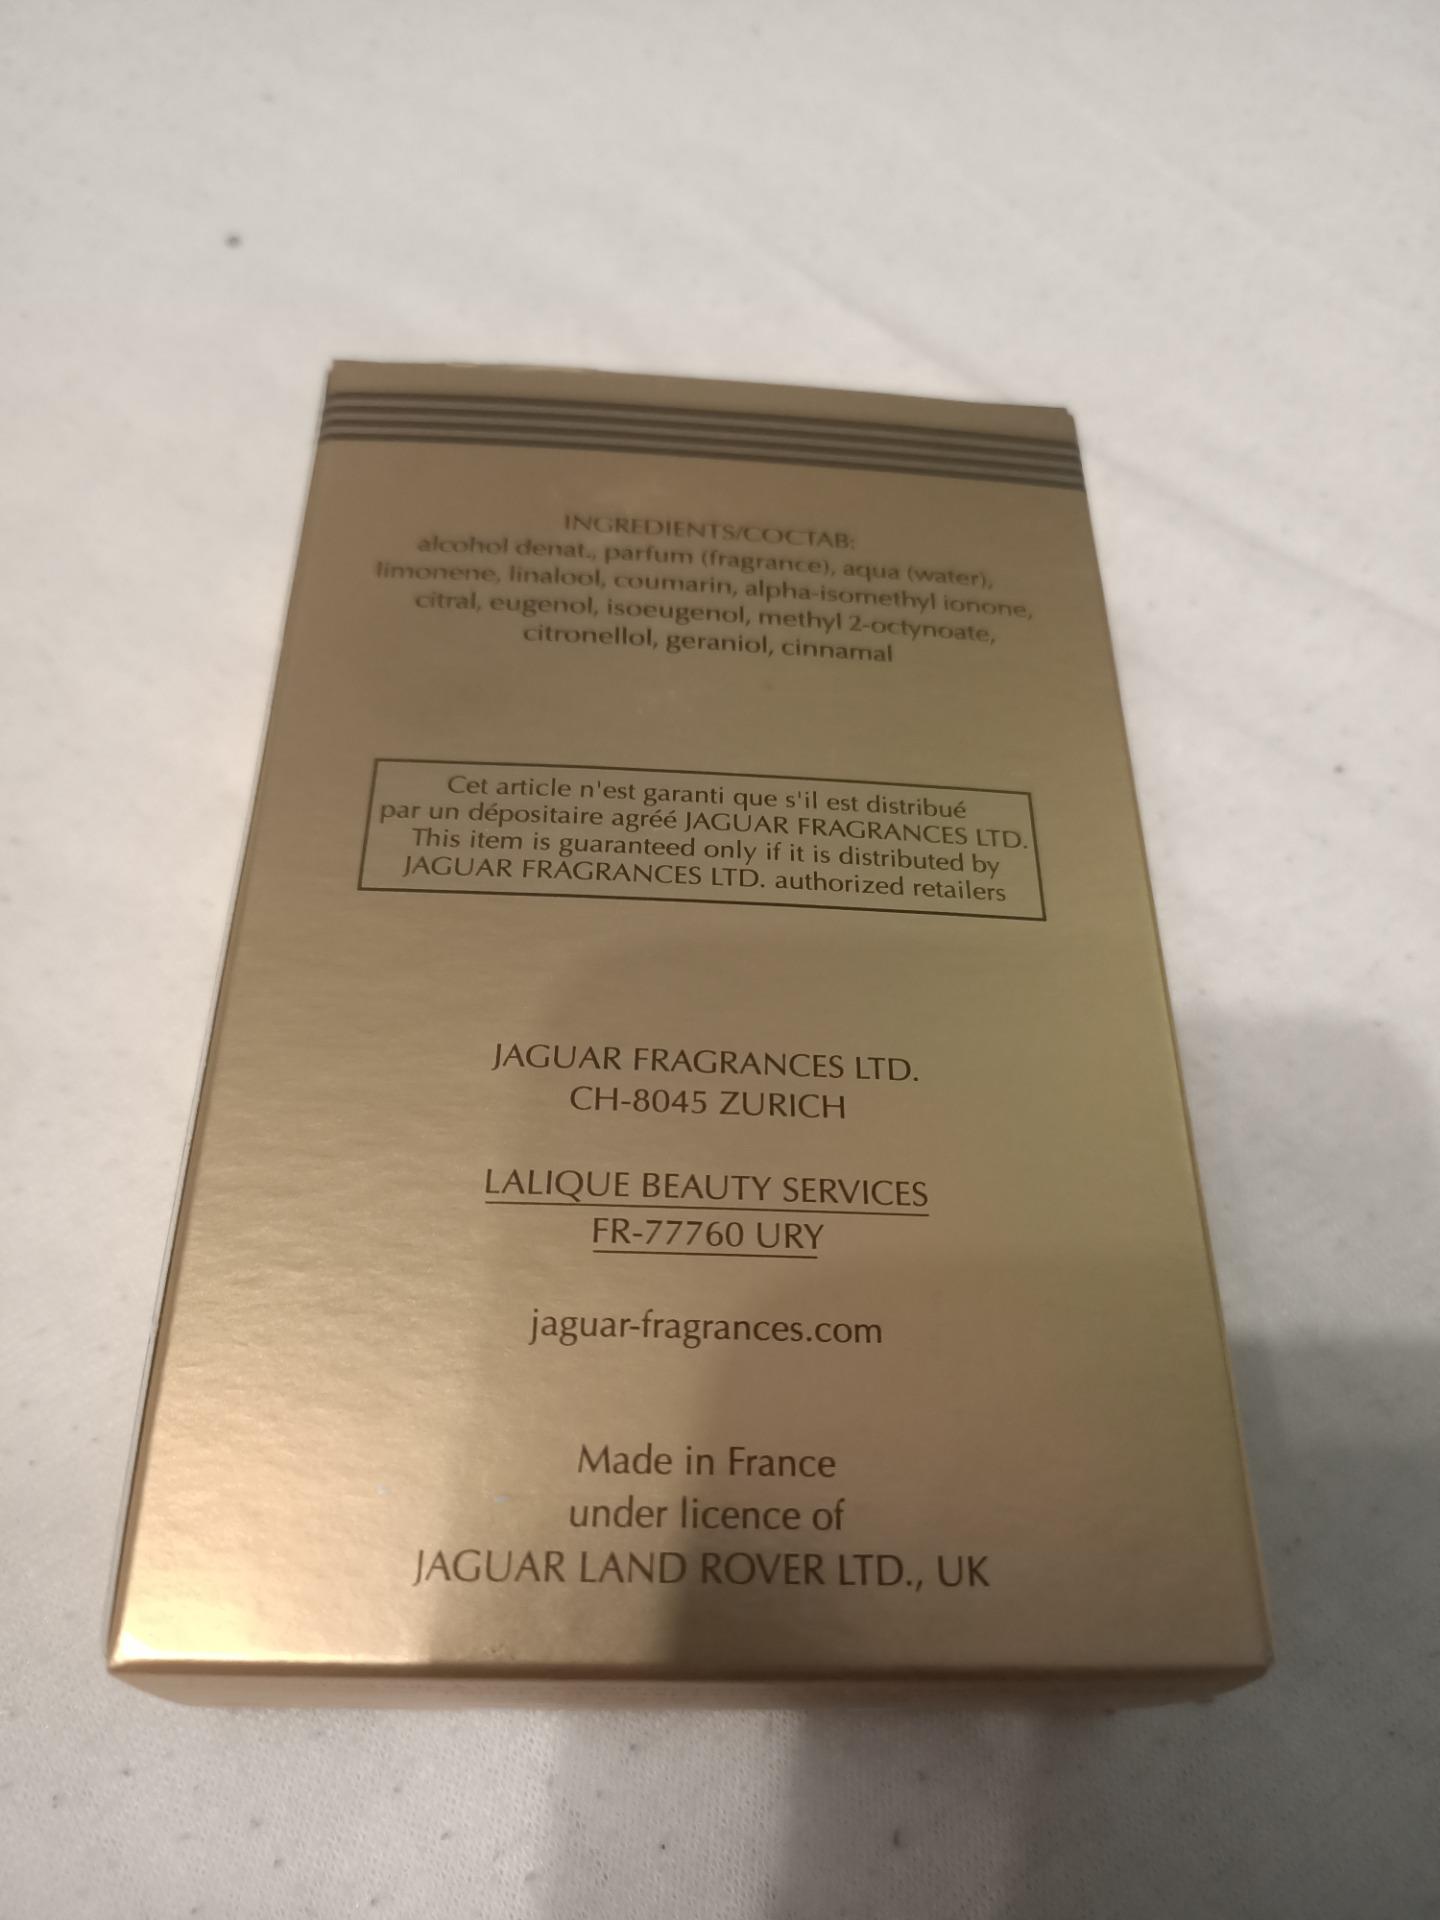 INGREDIENTS/СОСТАВ:
alcohol denat., parfum (fragrance), aqua (water),
limonene, linalool, coumarin, alpha-isomethyl ionone,
citral, eugenol, isoeugenol, methyl 2-octynoate,
citronellol, geraniol, cinnamal
Cet article n'est garanti que s'il est distribué
par un dépositaire agréé JAGUAR FRAGRANCES LTD.
This item is guaranteed only if it is distributed by
JAGUAR FRAGRANCES LTD. authorized retailers
JAGUAR FRAGRANCES LTD.
CH-8045 ZURICH
LALIQUE BEAUTY SERVICES
FR-77760 URY
jaguar-fragrances.com
Made in France
under licence of
JAGUAR LAND ROVER LTD., UK